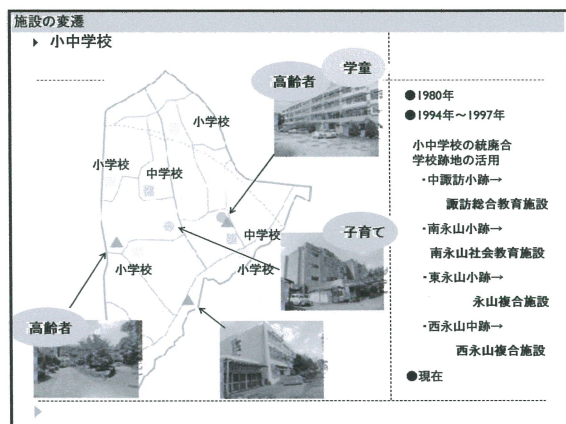 施設の変遷
小中学校
学童
高齢者
小学校
小学校
中学校
中学校
子育て
小学校
小学校
高齢者
●1980年
●1994年～1997年
小中学校の統廃合
学校跡地の活用
・中諏訪小跡→
諏訪総合教育施設
・南永山小跡→
南永山社会教育施設
・東永山小跡→
永山複合施設
・西永山中跡→
西永山複合施設
●現在